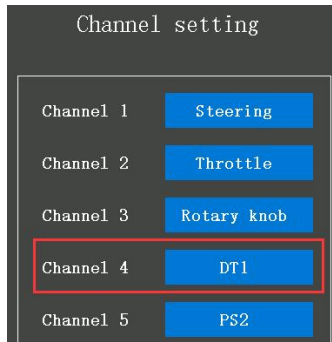 Channel setting
Channel 1 Steering
Channel 2 Throttle
Channel 3 Rotary knob
Channel 4 DT1
Channel 5 PS2